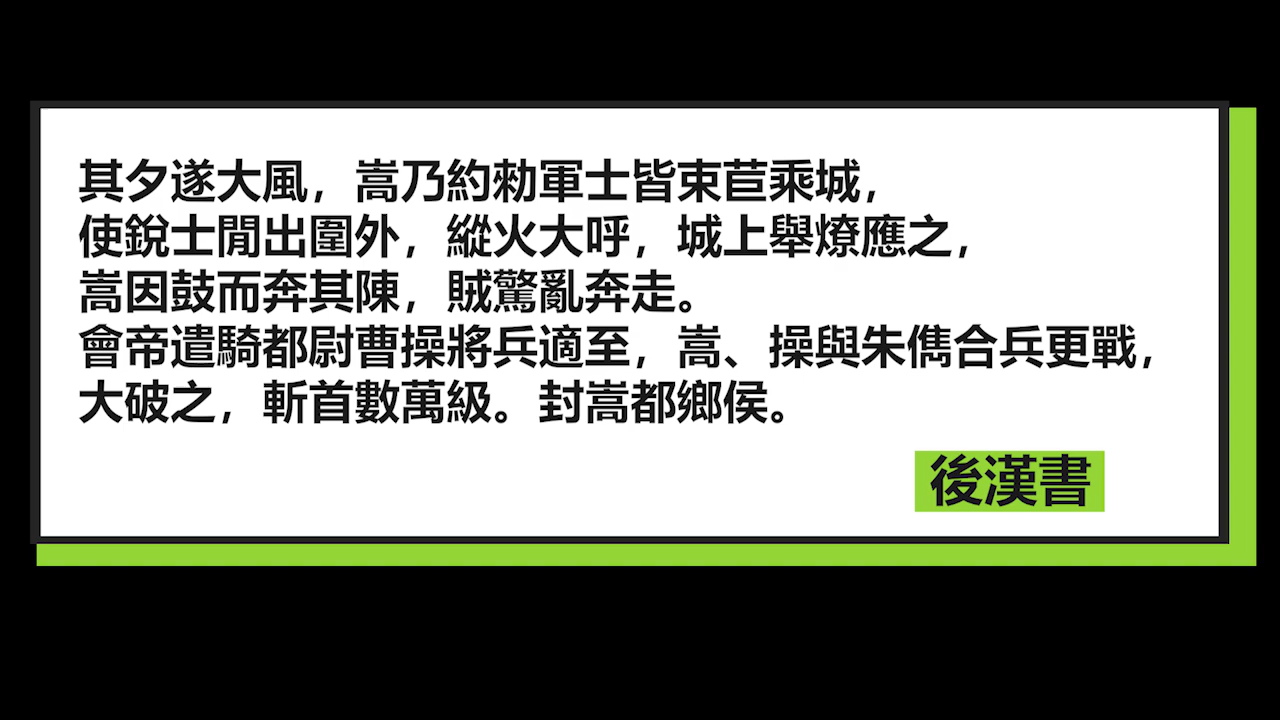 其夕遂大風，嵩乃約勑軍士皆束苣乘城，
使銳士閒出圍外，縱火大呼，城上舉燎應之，
嵩因鼓而奔其陳，賊驚亂奔走。
會帝遣騎都尉曹操將兵適至，嵩、操與朱儁合兵更戰，
大破之，斬首數萬級。封嵩都鄉侯。
後漢書